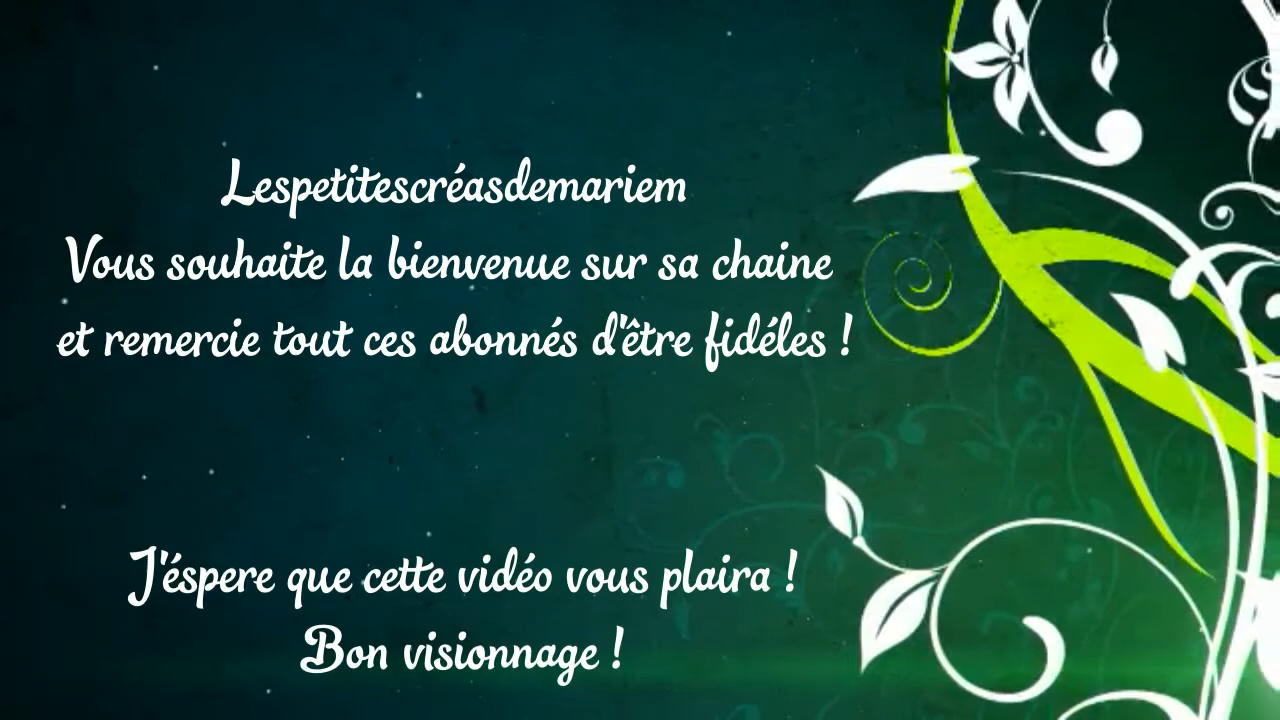 Lespetitescréasdemariem
Vous souhaite la bienvenue sur sa chaine
et remercie tout ces abonnés d'être fidéles !
J'éspere que cette vidéo vous plaira !
Bon visionnage !